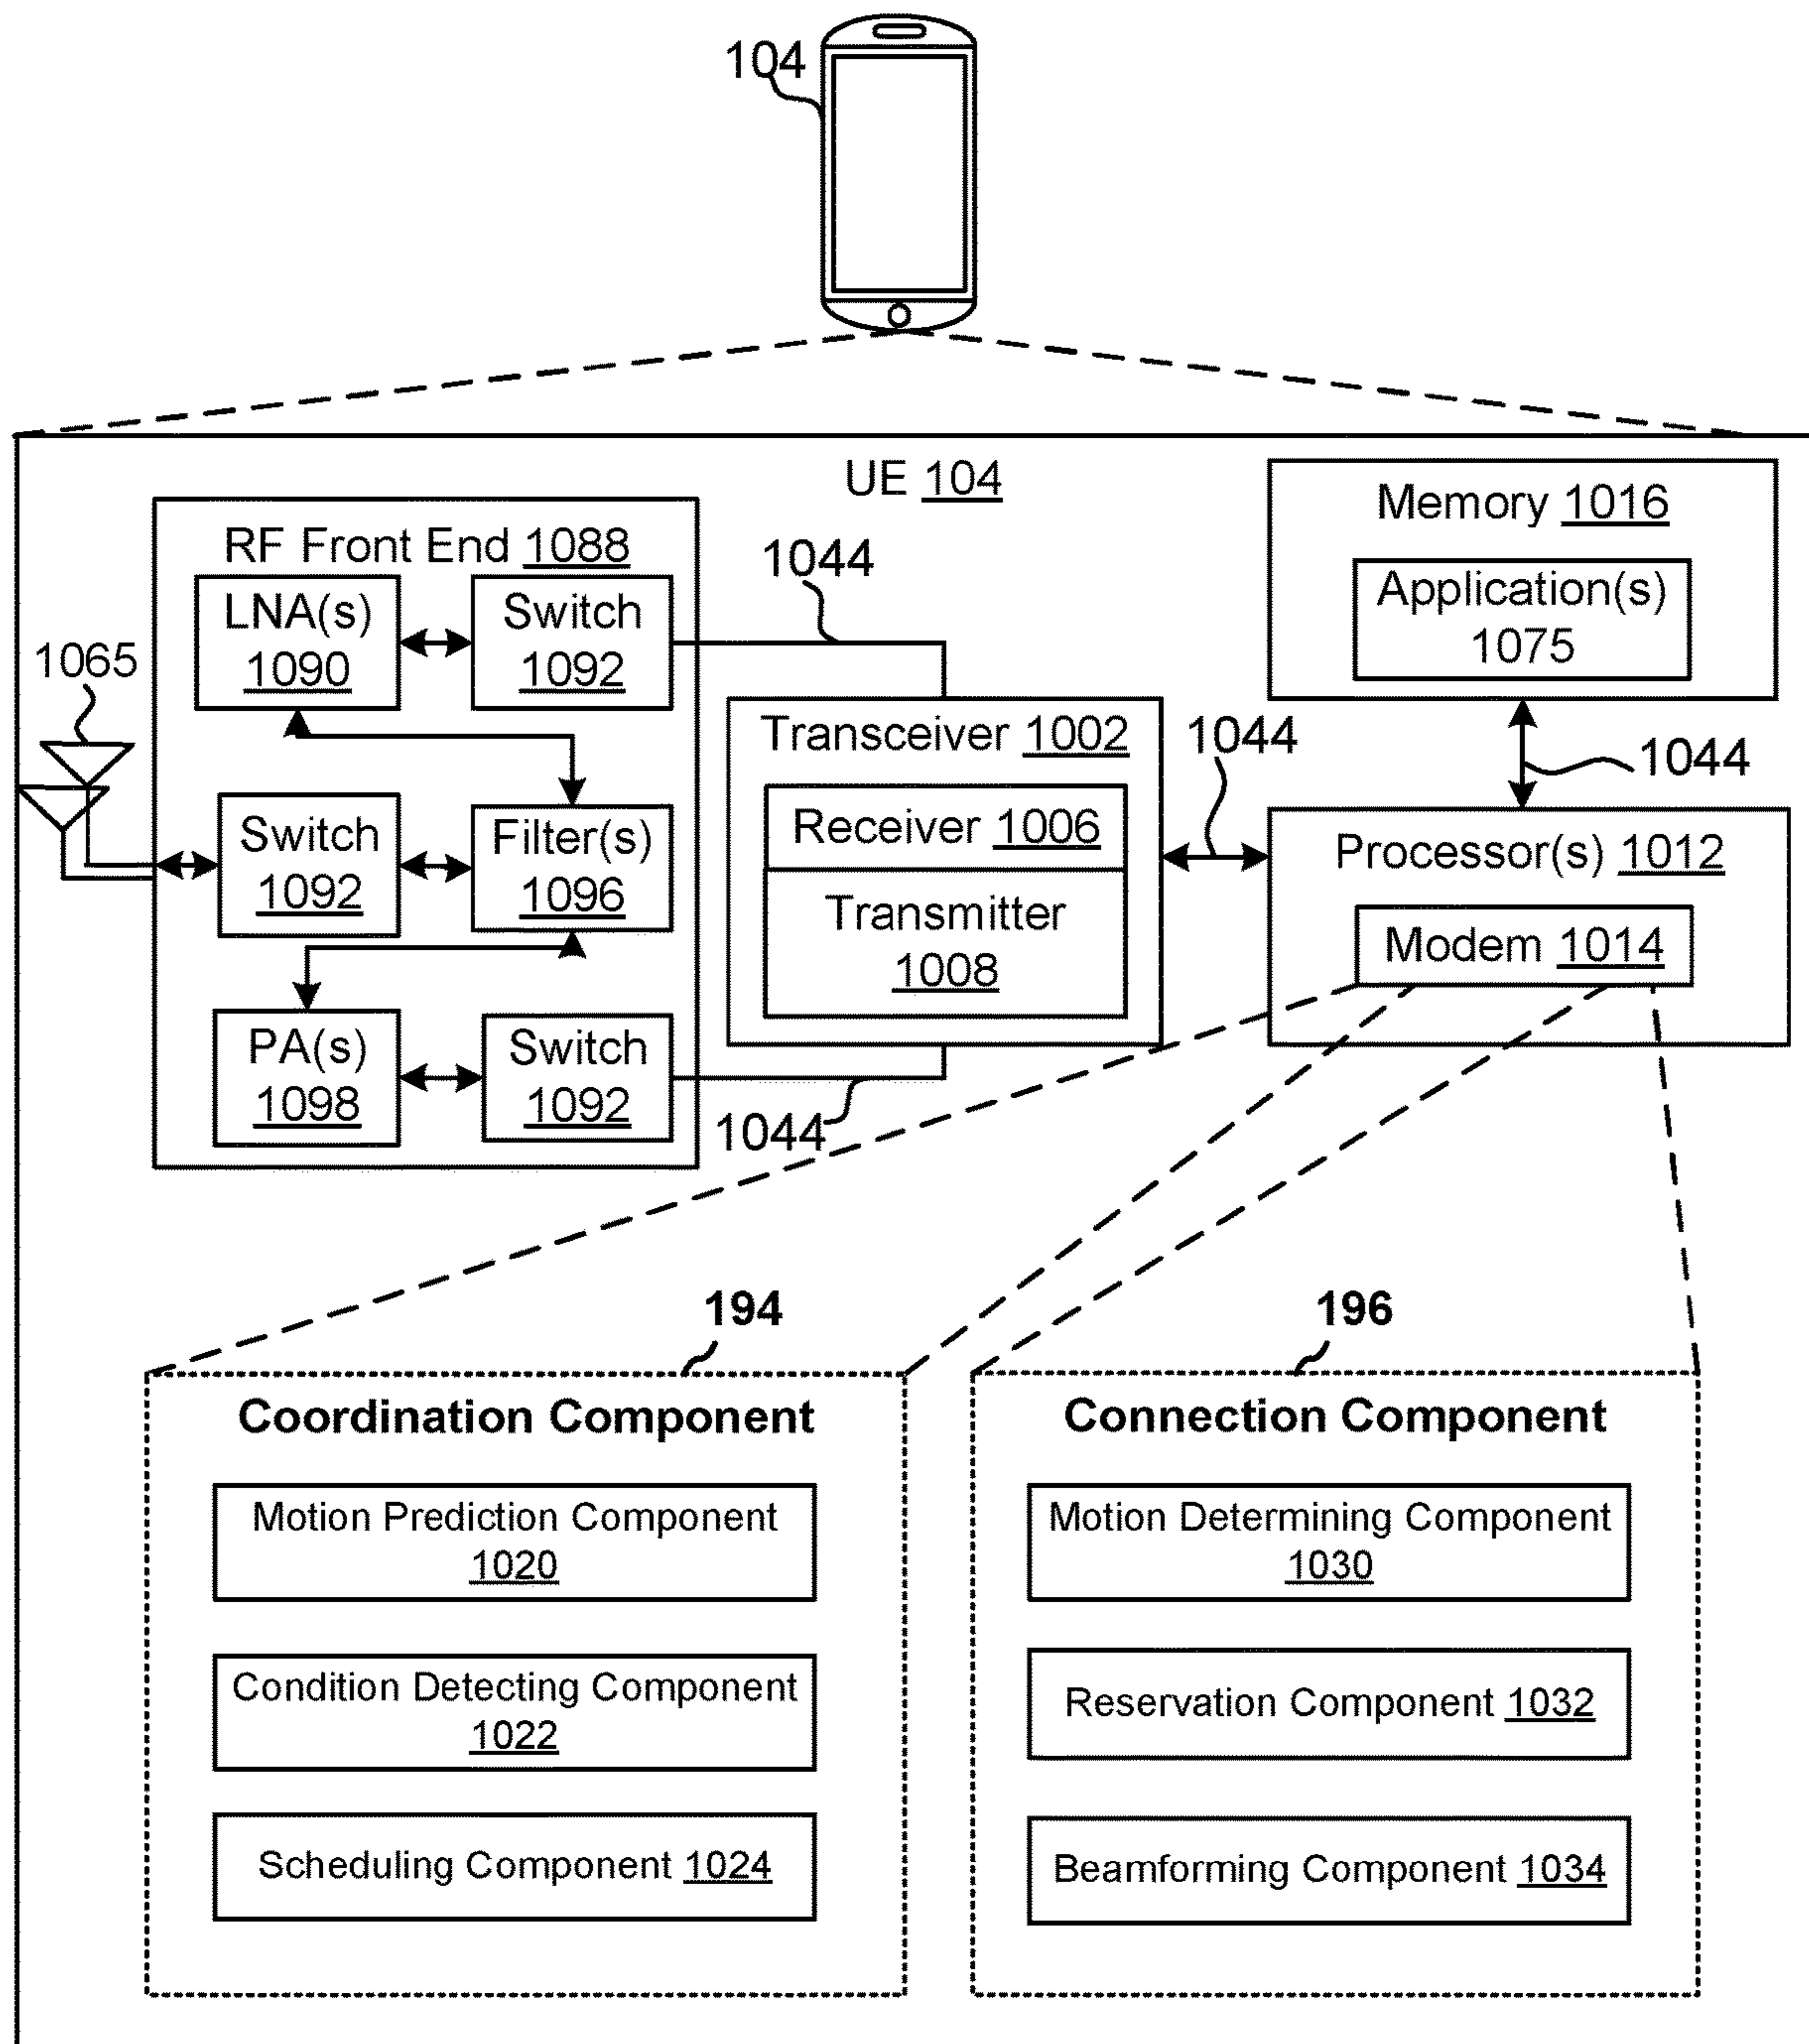 104
UE 104
RF Front End 1088
LNA(s)
1090
Switch
1092
1044
1065
Switch
1092
Filter(s)
1096
PA(s)
1098
Switch
1092
1044
Transceiver 1002
Receiver 1006
Transmitter
1008
1044
Memory 1016
Application(s)
1075
1044
Processor(s) 1012
Modem 1014
194
Coordination Component
Motion Prediction Component
1020
Condition Detecting Component
1022
Scheduling Component 1024
196
Connection Component
Motion Determining Component
1030
Reservation Component 1032
Beamforming Component 1034